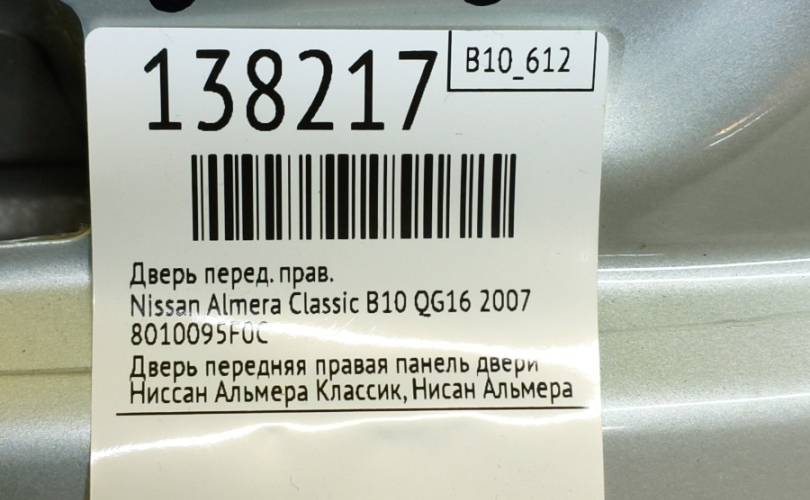 138217
B10_612
Дверь перед. прав.
Nissan Almera Classic B10 QG16 2007
8010095F0C
Дверь передняя правая панель двери
Ниссан Альмера Классик, Нисан Альмера